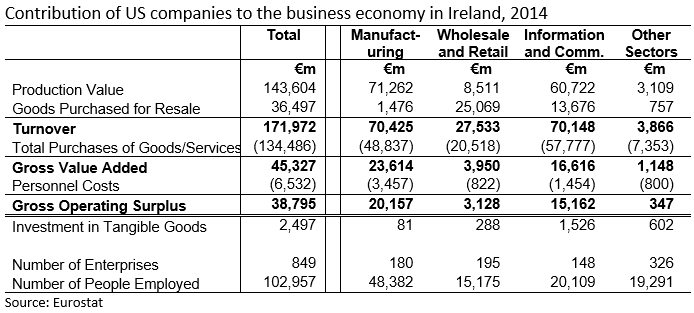 Contribution of US companies to the business economy in Ireland, 2014
Total Manufact- Wholesale Information Other
uring and Retail and Comm. Sectors
€m €m €m €m €m
Production Value 143,604 71,262 8,511 60,722 3,109
Goods Purchased for Resale 36,497 1,476 25,069 13,676 757
Turnover 171,972 70,425 27,533 70,148 3,866
Total Purchases of Goods/Services (134,486) (48,837) (20,518) (57,777) (7,353)
Gross Value Added 45,327 23,614 3,950 16,616 1,148
Personnel Costs (6,532) (3,457) (822) (1,454) (800)
Gross Operating Surplus 38,795 20,157 3,128 15,162 347
Investment in Tangible Goods 2,497 81 288 1,526 602
Number of Enterprises 849 180 195 148 326
Number of People Employed 102,957 48,382 15,175 20,109 19,291
Source: Eurostat